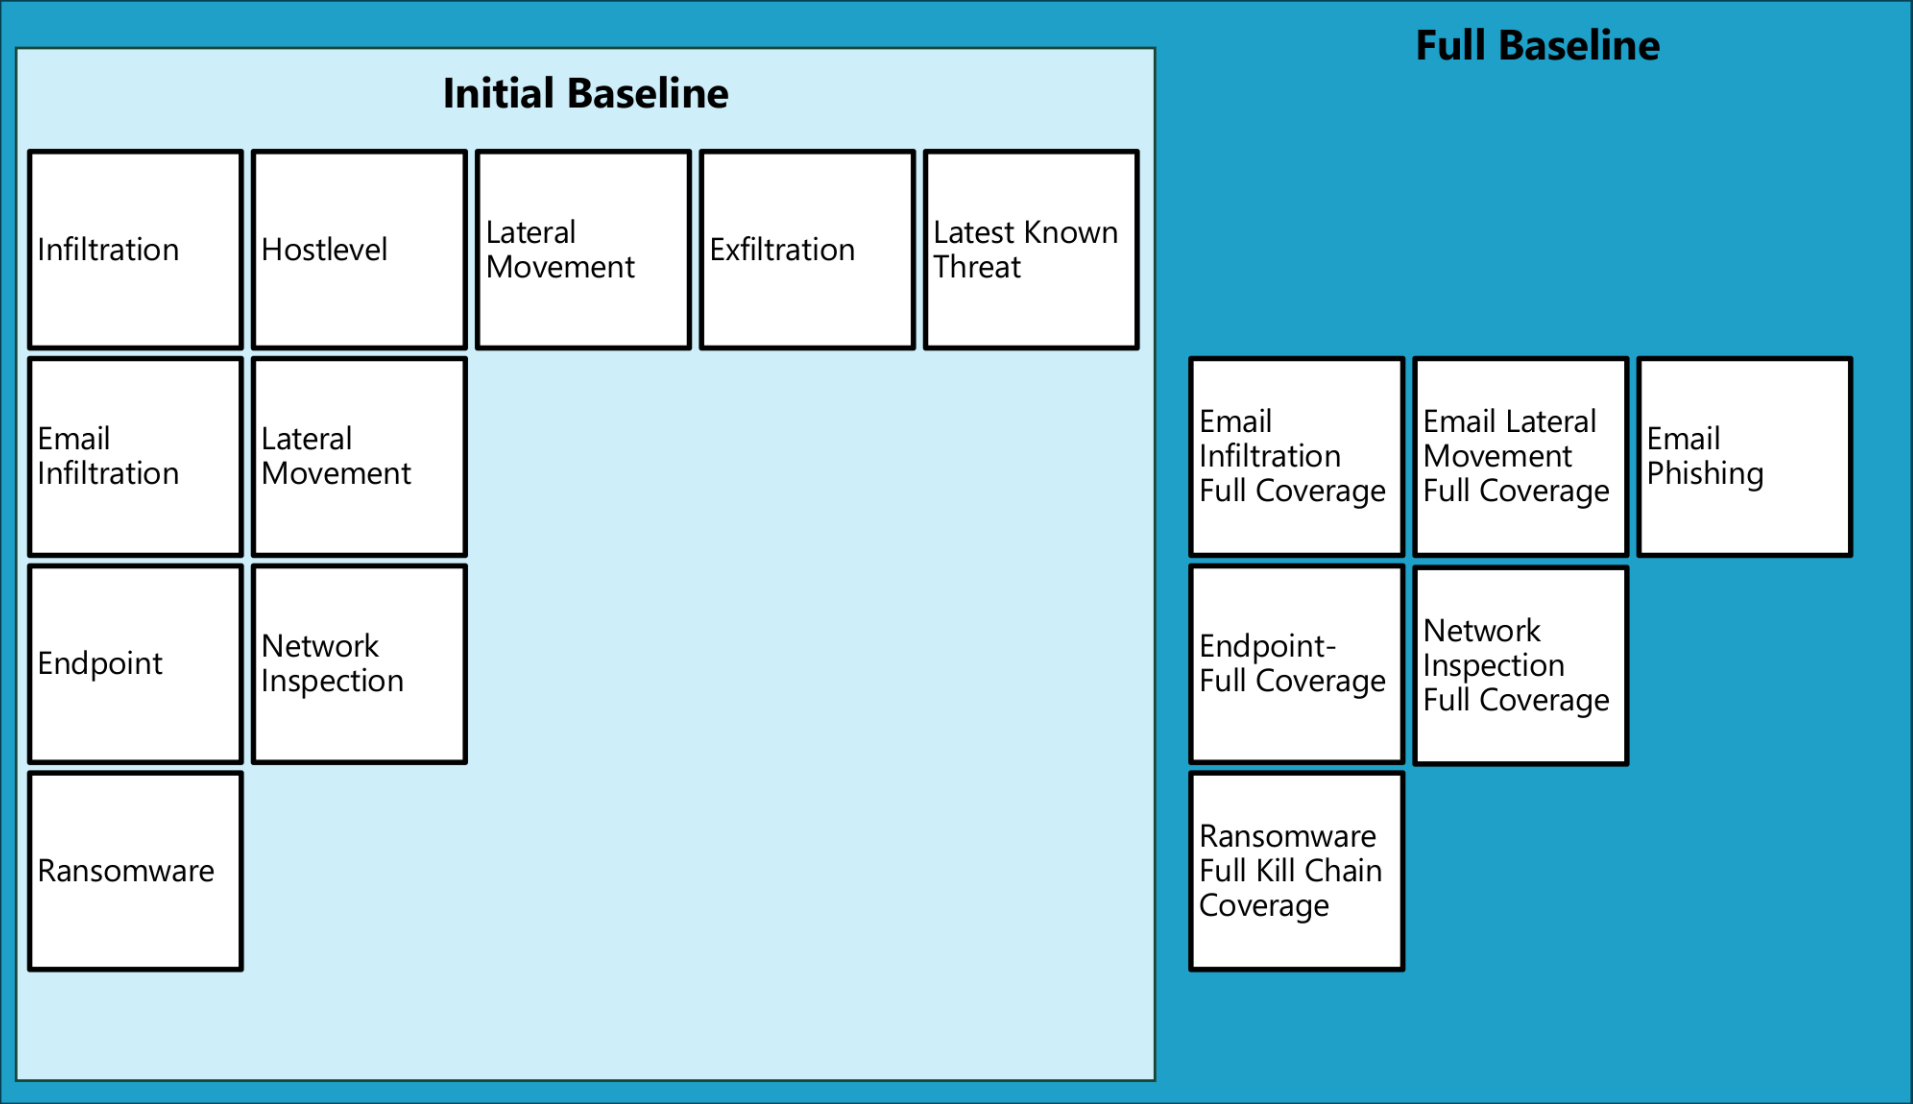 Full Baseline
Initial Baseline
Infiltration
Hostlevel
Lateral
Movement
Exfiltration
Latest Known
Threat
Email
Infiltration
Lateral
Movement
Email
Infiltration
Full Coverage
Email Lateral
Movement
Full Coverage
Email
Phishing
Endpoint
Network
Inspection
Endpoint-
Full Coverage
Network
Inspection
Full Coverage
Ransomware
Ransomware
Full Kill Chain
Coverage